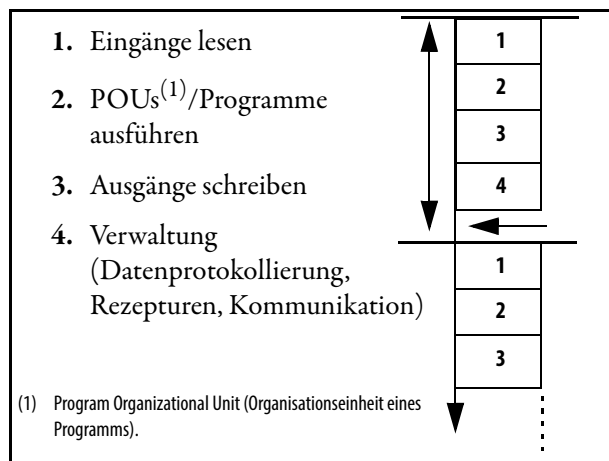 1. Eingänge lesen
2. POUs(1)/Programme
ausführen
3. Ausgänge schreiben
4. Verwaltung
(Datenprotokollierung,
Rezepturen, Kommunikation)
(1) Program Organizational Unit (Organisationseinheit eines
Programms).
1
2
3
4
1
2
3